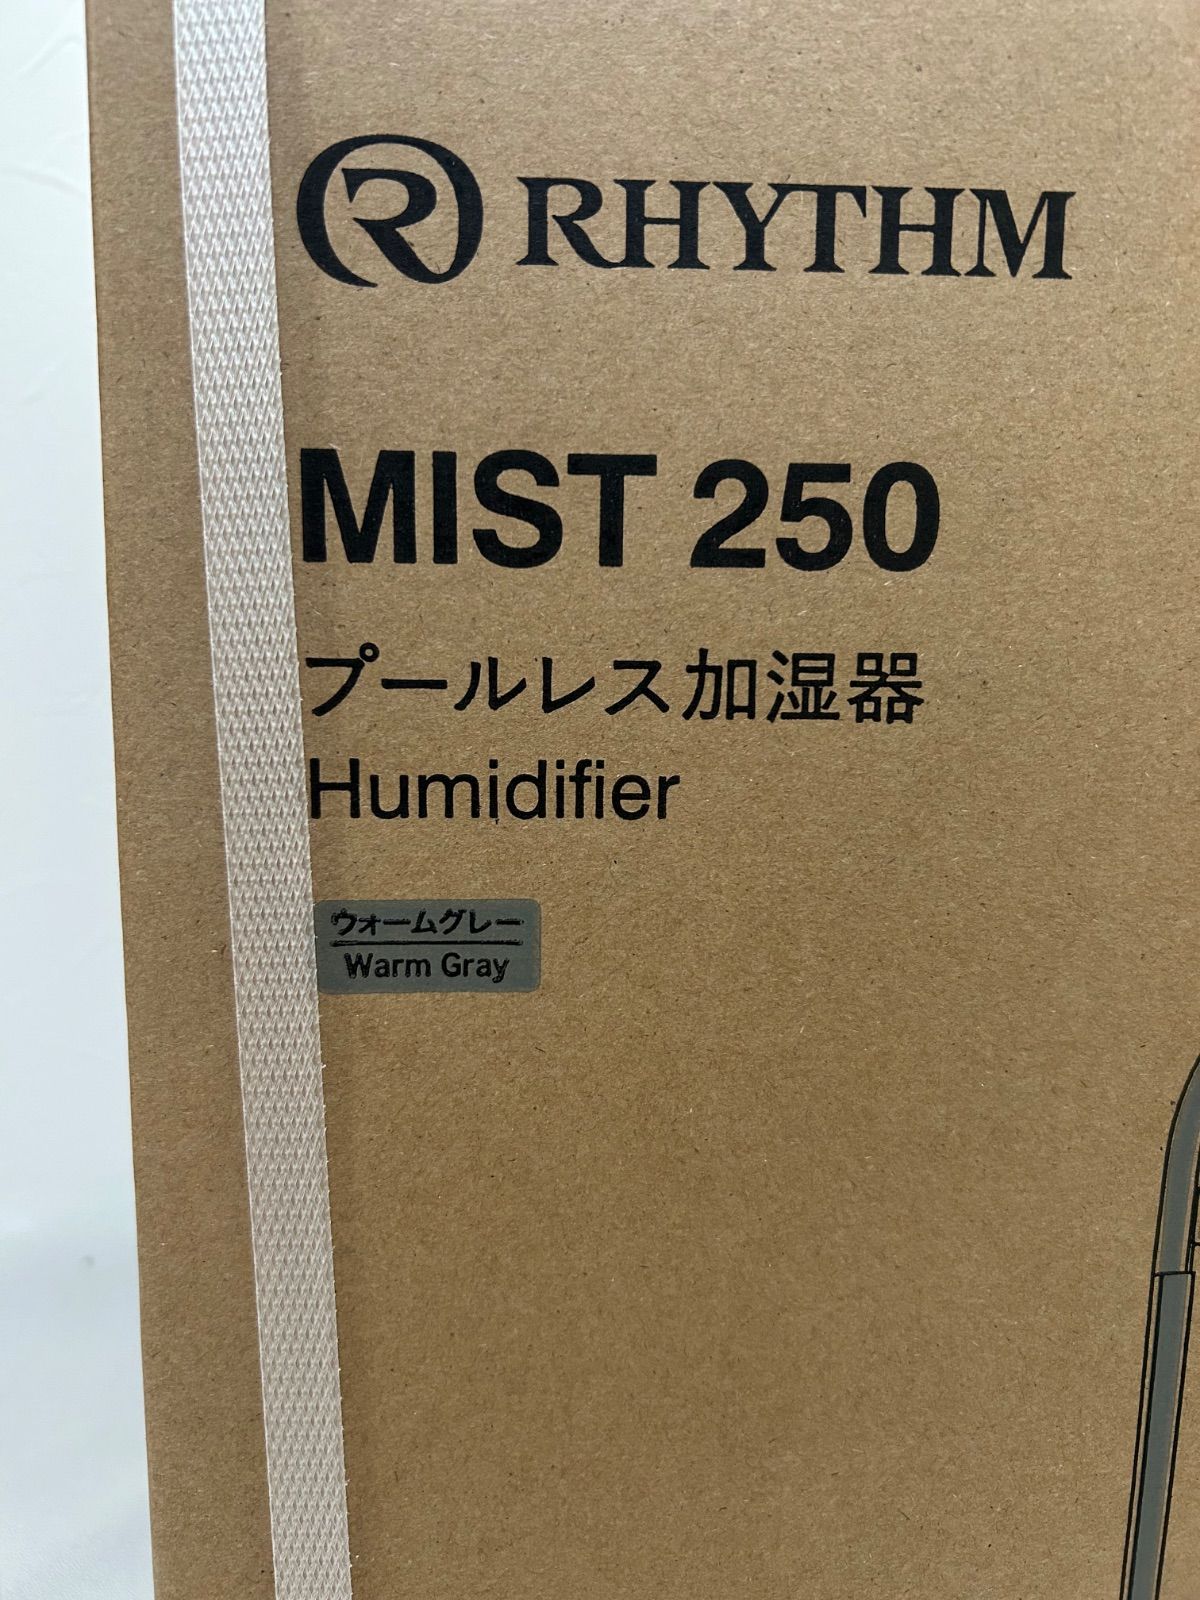 R RHYTHM
MIST 250
プールレス加湿器
Humidifier
ウォームグレー
Warm Gray